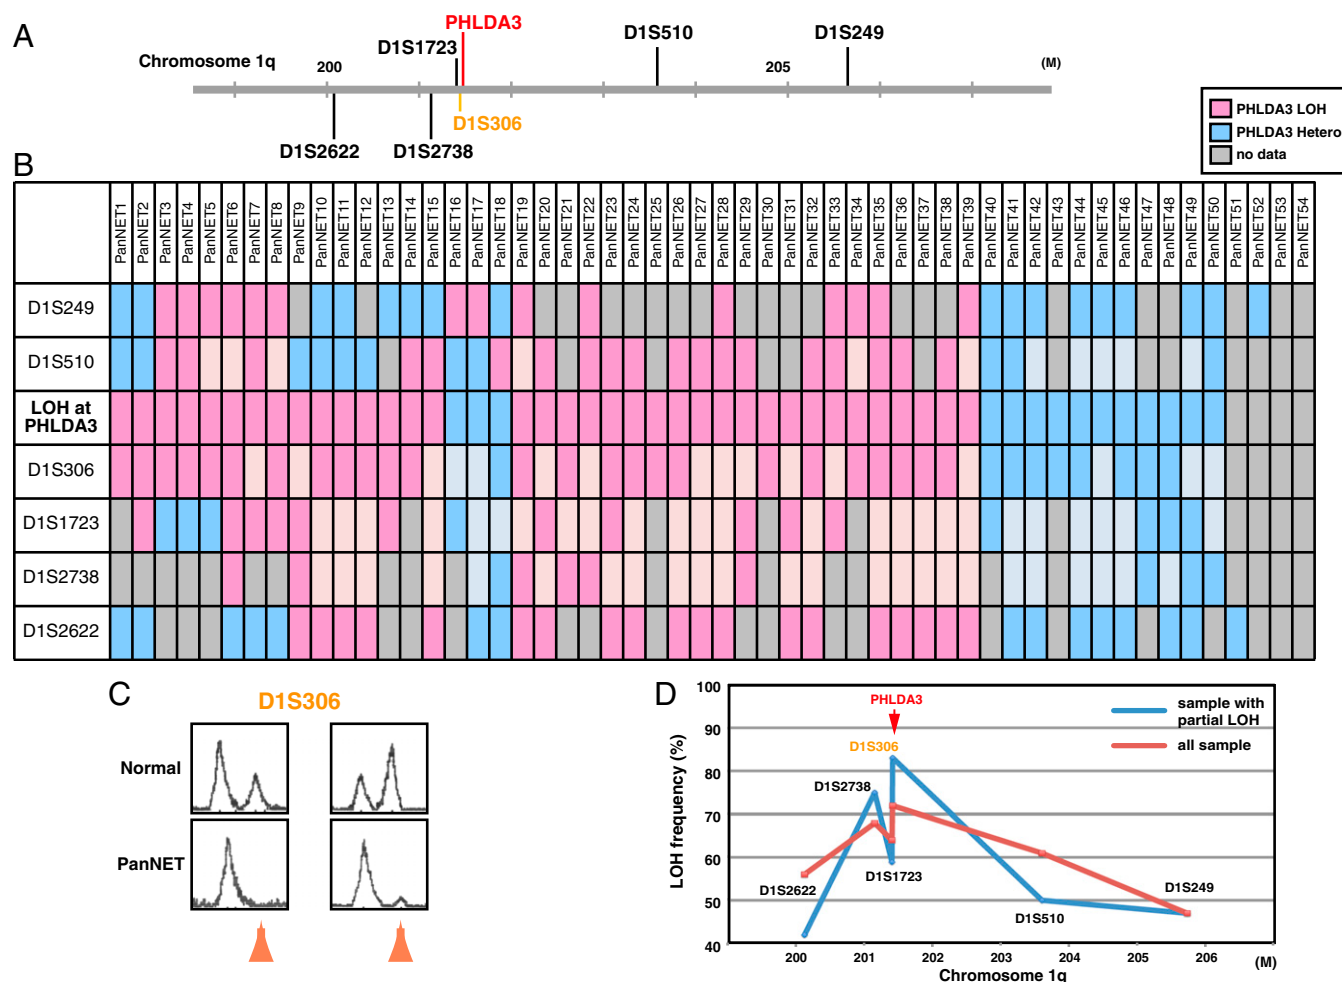 A
PHLDA3
D1S1723
D1S510
D1S249
Chromosome 1q
200
205
(M)
D1S306
D1S2622
D1S2738
PHLDA3 LOH
PHLDA3 Hetero
no data
B
PanNET1
PanNET2
PanNET3
PanNET4
PanNET5
PanNET6
PanNET7
PanNET8
PanNET9
PanNET10
PanNET11
PanNET12
PanNET13
PanNET14
PanNET15
PanNET16
PanNET17
PanNET18
PanNET19
PanNET20
PanNET21
PanNET22
PanNET23
PanNET24
PanNET25
PanNET26
PanNET27
PanNET28
PanNET29
PanNET30
PanNET31
PanNET32
PanNET33
PanNET34
PanNET35
PanNET36
PanNET37
PanNET38
PanNET39
PanNET40
PanNET41
PanNET42
PanNET43
PanNET44
PanNET45
PanNET46
PanNET47
PanNET48
PanNET49
PanNET50
PanNET51
PanNET52
PanNET53
PanNET54
D1S249
D1S510
LOH at
PHLDA3
D1S306
D1S1723
D1S2738
D1S2622
C
D1S306
Normal
PanNET
D
LOH frequency (%)
100
90
80
70
60
50
40
PHLDA3
D1S306
D1S2738
D1S1723
D1S2622
D1S510
D1S249
sample with
partial LOH
all sample
200
201
202
203
204
205
206
(M)
Chromosome 1q